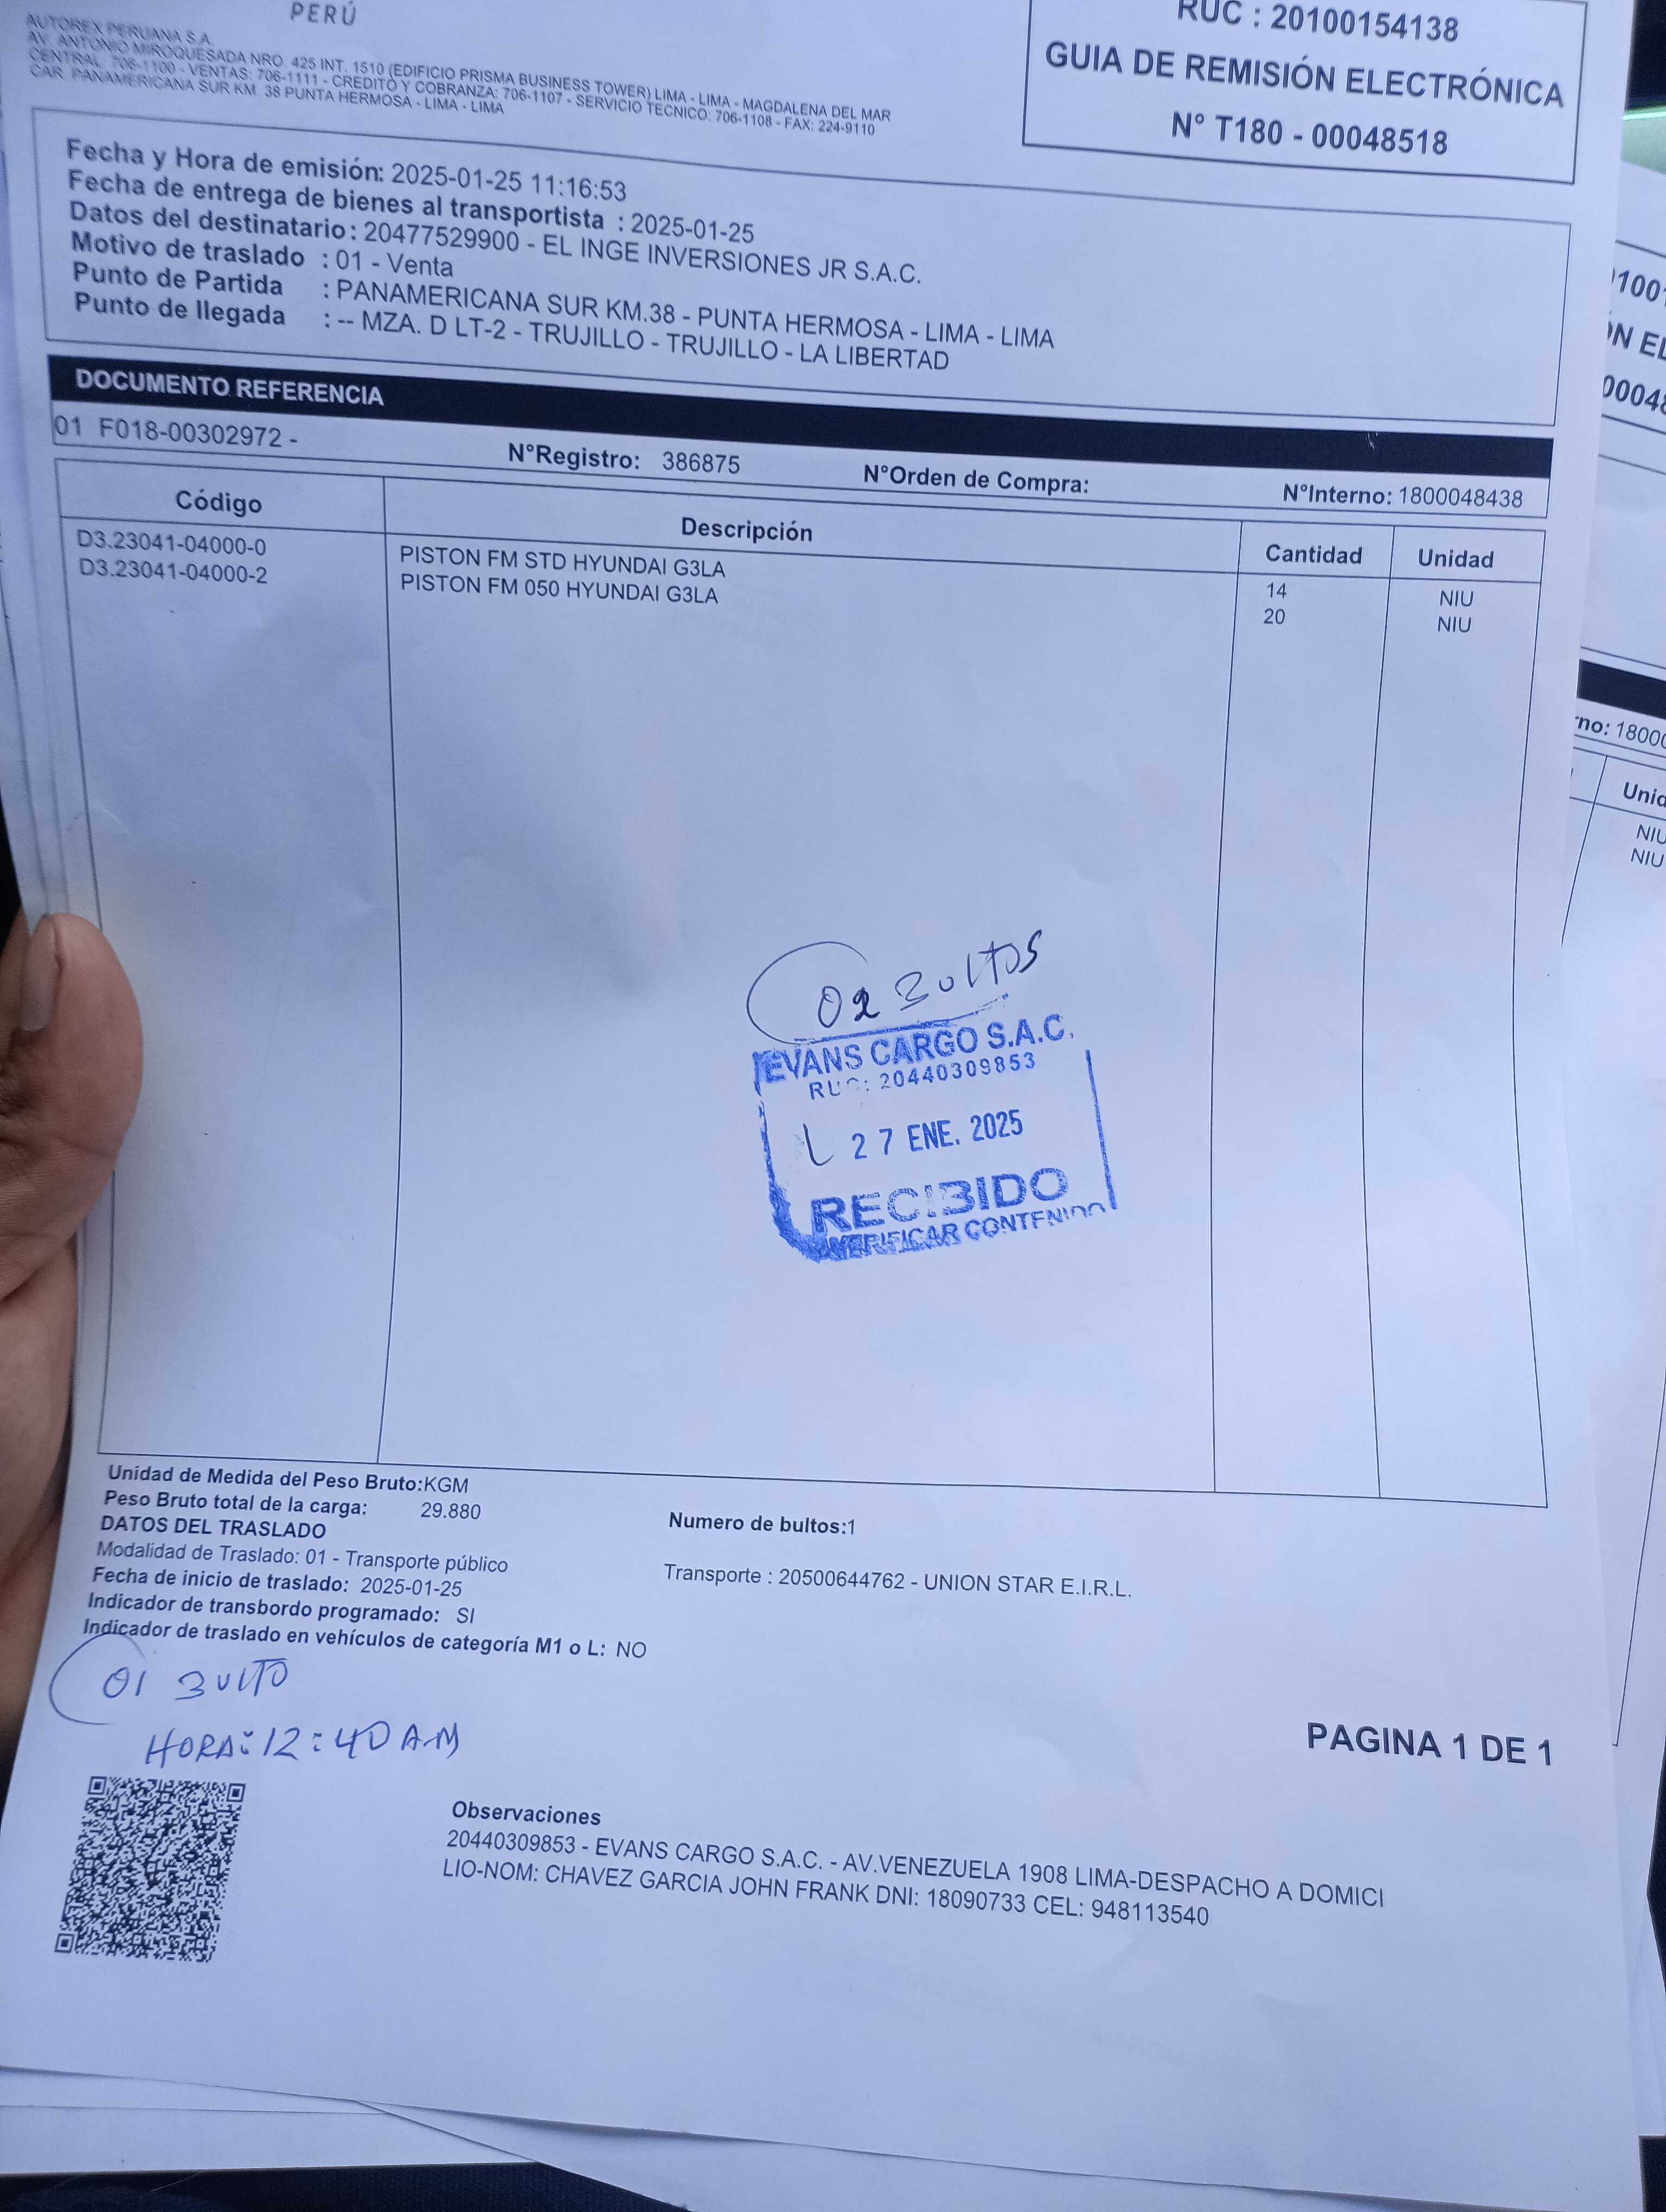 PERÚ
AUTOREX PERUANA S.A.
AV. ANTONIO MIROQUESADA NRO. 425 INT. 1510 (EDIFICIO PRISMA BUSINESS TOWER) LIMA - LIMA - MAGDALENA DEL MAR
CENTRAL: 706-1100 - VENTAS: 706-1111 - CREDITO Y COBRANZA: 706-1107 - SERVICIO TECNICO: 706-1108 - FAX: 224-9110
CAR. PANAMERICANA SUR KM. 38 PUNTA HERMOSA - LIMA - LIMA
RUC : 20100154138
GUIA DE REMISIÓN ELECTRÓNICA
N° T180 - 00048518
Fecha y Hora de emisión: 2025-01-25 11:16:53
Fecha de entrega de bienes al transportista : 2025-01-25
Datos del destinatario : 20477529900 - EL INGE INVERSIONES JR S.A.C.
Motivo de traslado : 01 - Venta
Punto de Partida : PANAMERICANA SUR KM.38 - PUNTA HERMOSA - LIMA - LIMA
Punto de llegada : -- MZA. D LT-2 - TRUJILLO - TRUJILLO - LA LIBERTAD
DOCUMENTO REFERENCIA
01 F018-00302972 -
N°Registro: 386875 N°Orden de Compra: N°Interno: 1800048438
Código Descripción Cantidad Unidad
D3.23041-04000-0 PISTON FM STD HYUNDAI G3LA 14 NIU
D3.23041-04000-2 PISTON FM 050 HYUNDAI G3LA 20 NIU
02 Bultos
EVANS CARGO S.A.C.
RUC: 20440309853
27 ENE. 2025
RECIBIDO
VERIFICAR CONTENIDO
Unidad de Medida del Peso Bruto:KGM
Peso Bruto total de la carga: 29.880 Numero de bultos:1
DATOS DEL TRASLADO
Modalidad de Traslado: 01 - Transporte público Transporte : 20500644762 - UNION STAR E.I.R.L.
Fecha de inicio de traslado: 2025-01-25
Indicador de transbordo programado: SI
Indicador de traslado en vehículos de categoría M1 o L: NO
01 BULTO
HORA: 12:40 AM
PAGINA 1 DE 1
Observaciones
20440309853 - EVANS CARGO S.A.C. - AV.VENEZUELA 1908 LIMA-DESPACHO A DOMICI
LIO-NOM: CHAVEZ GARCIA JOHN FRANK DNI: 18090733 CEL: 948113540
NIU
NIU